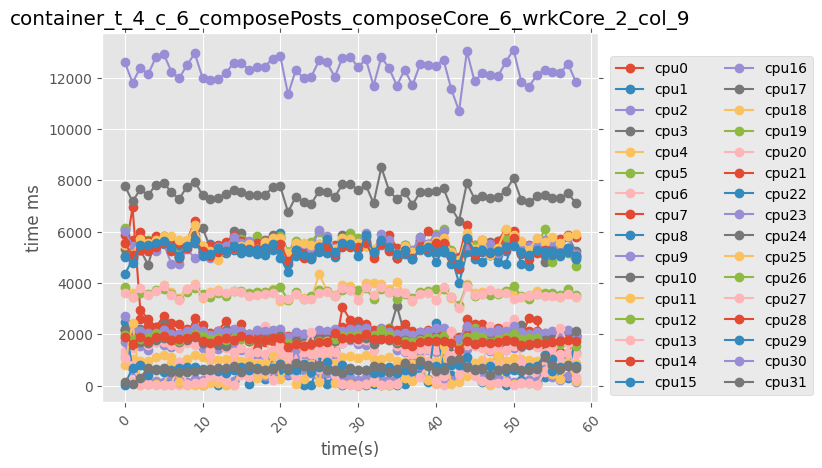 container_t_4_c_6_composePosts_composeCore_6_wrkCore_2_col_9
time ms
12000
10000
8000
6000
4000
2000
0
0
10
20
30
40
50
60
time(s)
cpu0
cpu1
cpu2
cpu3
cpu4
cpu5
cpu6
cpu7
cpu8
cpu9
cpu10
cpu11
cpu12
cpu13
cpu14
cpu15
cpu16
cpu17
cpu18
cpu19
cpu20
cpu21
cpu22
cpu23
cpu24
cpu25
cpu26
cpu27
cpu28
cpu29
cpu30
cpu31